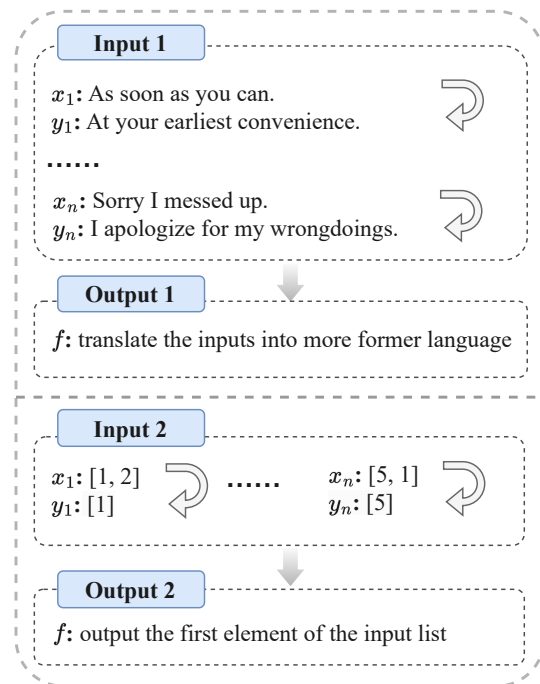 Input 1
x₁: As soon as you can.
y₁: At your earliest convenience.
......
xₙ: Sorry I messed up.
yₙ: I apologize for my wrongdoings.
Output 1
f: translate the inputs into more former language
Input 2
x₁: [1, 2]
y₁: [1]
......
xₙ: [5, 1]
yₙ: [5]
Output 2
f: output the first element of the input list